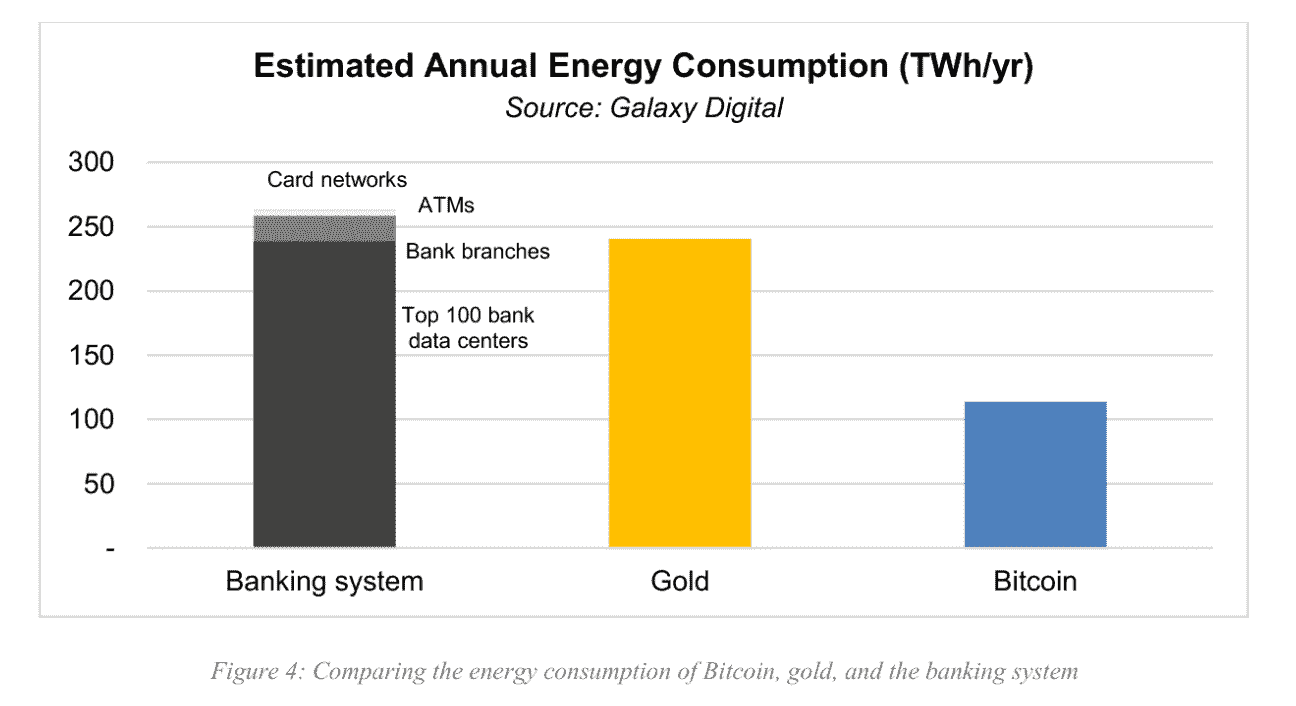 Estimated Annual Energy Consumption (TWh/yr)
Source: Galaxy Digital
300
250
200
150
100
50
-
Card networks
ATMs
Bank branches
Top 100 bank
data centers
Banking system
Gold
Bitcoin
Figure 4: Comparing the energy consumption of Bitcoin, gold, and the banking system